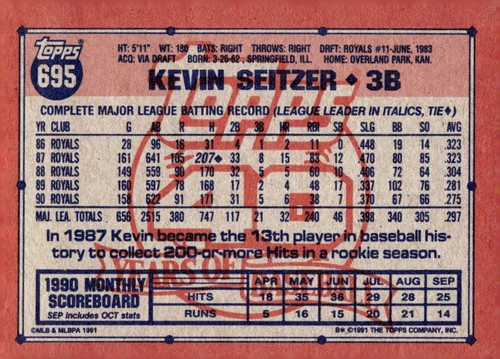 TOPPS
695
HT: 5'11" WT: 180 BATS: RIGHT THROWS: RIGHT DRFT: ROYALS #11-JUNE, 1983
ACQ: VIA DRAFT BORN: 3-26-62, SPRINGFIELD, ILL. HOME: OVERLAND PARK, KAN.
KEVIN SEITZER ◆ 3B
COMPLETE MAJOR LEAGUE BATTING RECORD (LEAGUE LEADER IN ITALICS, TIE◆)
YR CLUB G AB R H 2B 3B HR RBI SB SLG BB SO AVG
86 ROYALS 28 96 16 31 4 1 2 11 0 .448 19 14 .323
87 ROYALS 161 641 105 207◆ 33 8 15 83 12 .470 80 85 .323
88 ROYALS 149 559 90 170 32 5 5 60 10 .406 72 64 .304
89 ROYALS 160 597 78 168 17 2 4 48 17 .337 102 76 .281
90 ROYALS 158 622 91 171 31 5 6 38 7 .370 67 66 .275
MAJ. LEA. TOTALS 656 2515 380 747 117 21 32 240 46 .398 340 305 .297
In 1987 Kevin became the 13th player in baseball his-
tory to collect 200-or-more Hits in a rookie season.
TOPPS 40 YEARS OF BASEBALL
1990 MONTHLY
SCOREBOARD
SEP includes OCT stats
APR MAY JUN JUL AUG SEP
HITS 18 35 36 29 28 25
RUNS 5 16 20 14
©MLB & MLBPA 1991
B* ©1991 THE TOPPS COMPANY, INC.